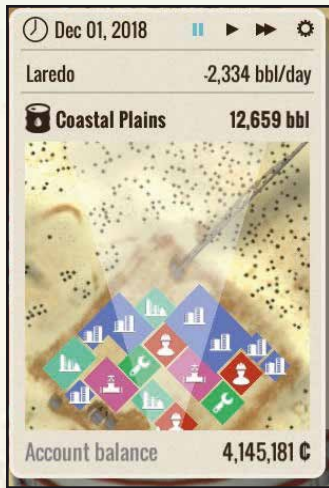 Dec 01, 2018
Laredo -2,334 bbl/day
Coastal Plains 12,659 bbl
Account balance 4,145,181 ₵